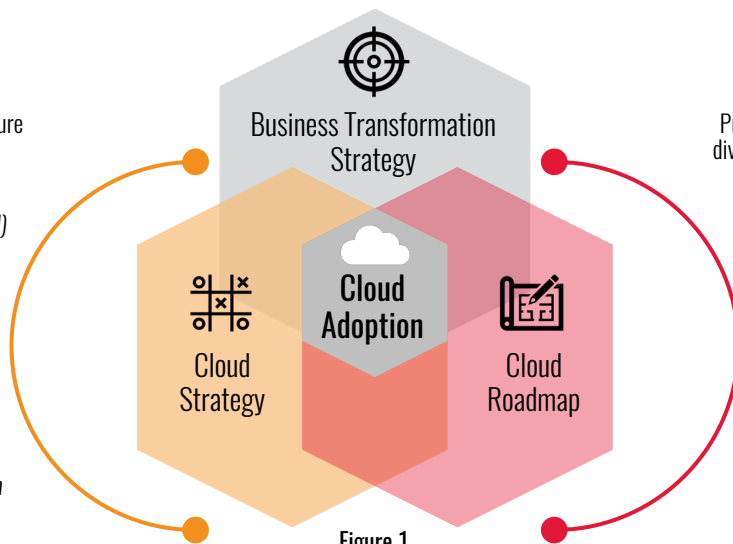 Business Transformation
Strategy
Cloud
Adoption
Cloud
Strategy
Cloud
Roadmap
Figure 1